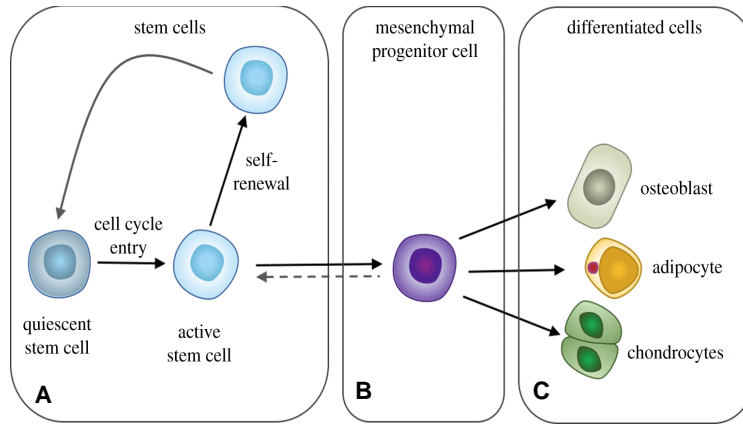 stem cells
self-
renewal
cell cycle
entry
quiescent
stem cell
active
stem cell
A
mesenchymal
progenitor cell
B
differentiated cells
osteoblast
adipocyte
chondrocytes
C